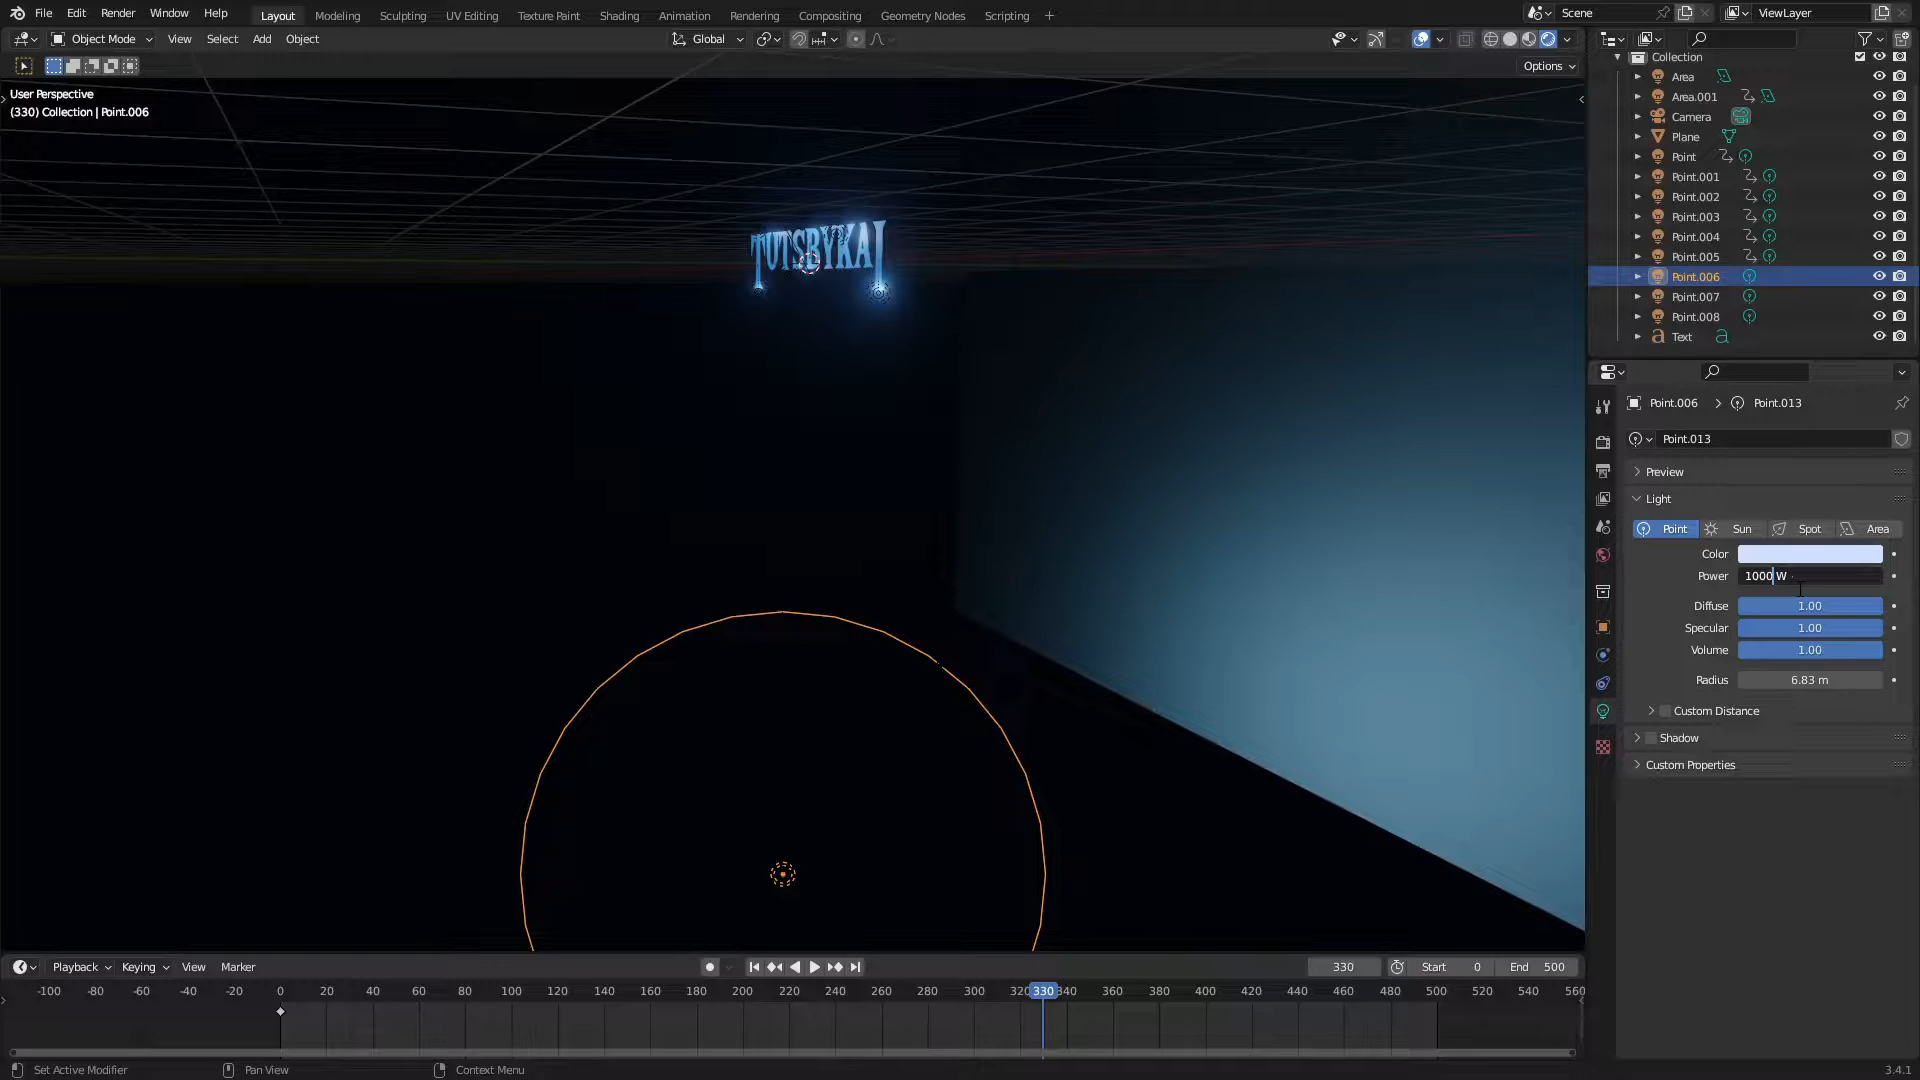 File Edit Render Window Help Layout Modeling Sculpting UV Editing Texture Paint Shading Animation Rendering Compositing Geometry Nodes Scripting + Scene ViewLayer
Object Mode View Select Add Object Global
Options
User Perspective
(330) Collection | Point.006
TUTSBYKAI
Collection
Area
Area.001
Camera
Plane
Point
Point.001
Point.002
Point.003
Point.004
Point.005
Point.006
Point.007
Point.008
Text
Point.006 > Point.013
Point.013
Preview
Light
Point Sun Spot Area
Color
Power 1000 W
Diffuse 1.00
Specular 1.00
Volume 1.00
Radius 6.83 m
Custom Distance
Shadow
Custom Properties
Playback Keying View Marker 330 Start 0 End 500
-100 -80 -60 -40 -20 0 20 40 60 80 100 120 140 160 180 200 220 240 260 280 300 320 330 340 360 380 400 420 440 460 480 500 520 540 560
Set Active Modifier Pan View Context Menu 3.4.1